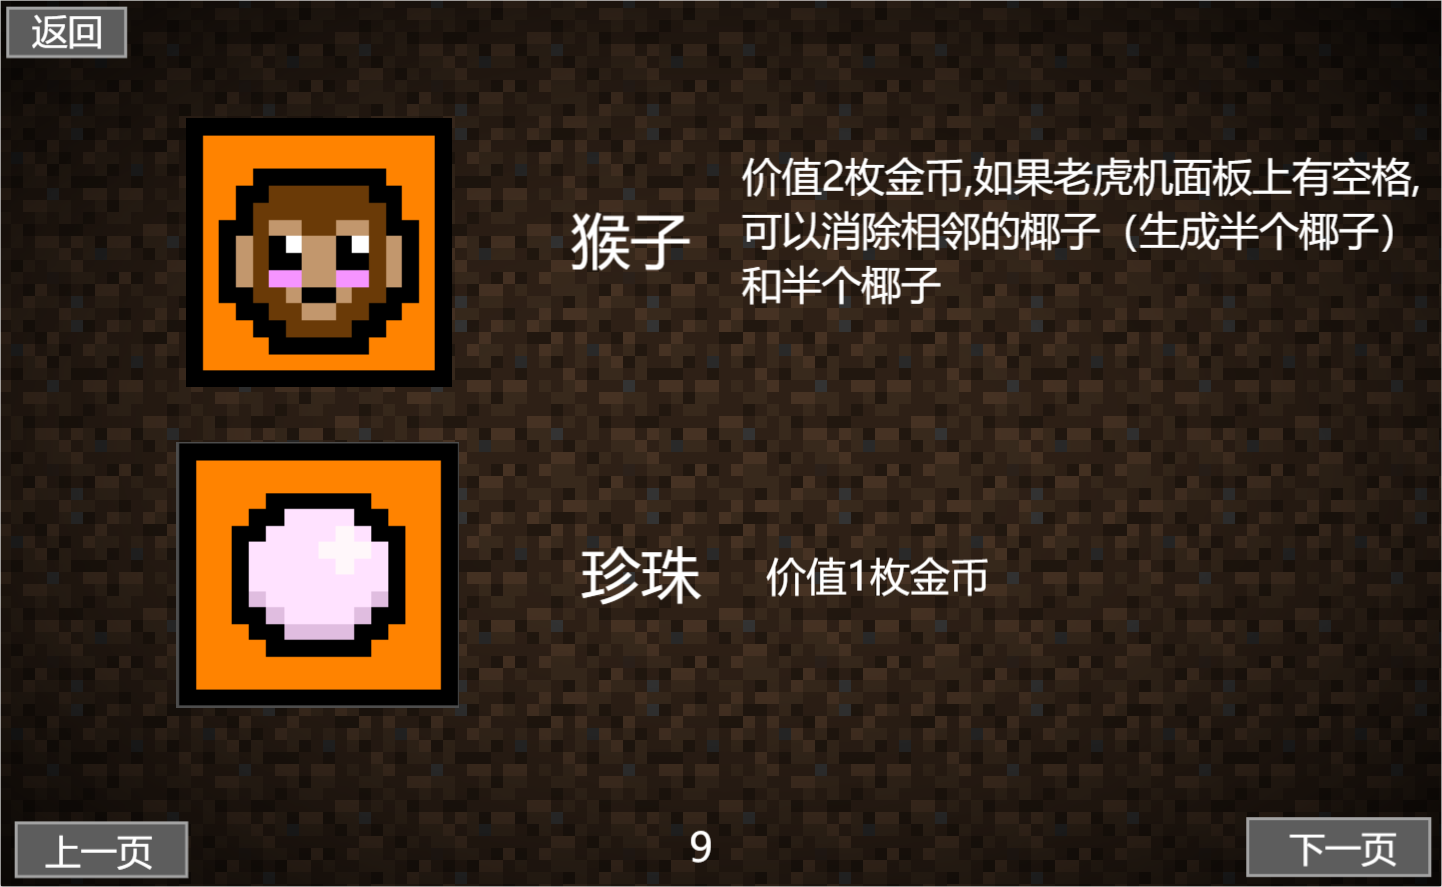 返回
猴子
价值2枚金币,如果老虎机面板上有空格,
可以消除相邻的椰子（生成半个椰子）
和半个椰子
珍珠
价值1枚金币
上一页
9
下一页